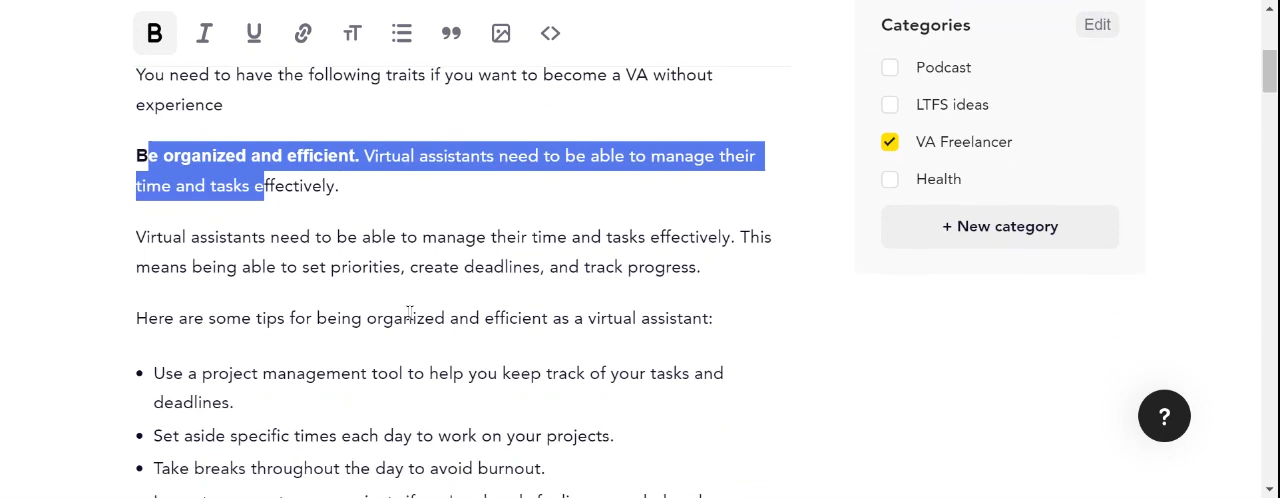 B I U TT 99 <>
You need to have the following traits if you want to become a VA without
experience
Be organized and efficient. Virtual assistants need to be able to manage their
time and tasks effectively.
Virtual assistants need to be able to manage their time and tasks effectively. This
means being able to set priorities, create deadlines, and track progress.
Here are some tips for being organized and efficient as a virtual assistant:
• Use a project management tool to help you keep track of your tasks and
deadlines.
• Set aside specific times each day to work on your projects.
• Take breaks throughout the day to avoid burnout.
Categories Edit
Podcast
LTFS ideas
VA Freelancer
Health
+ New category
?